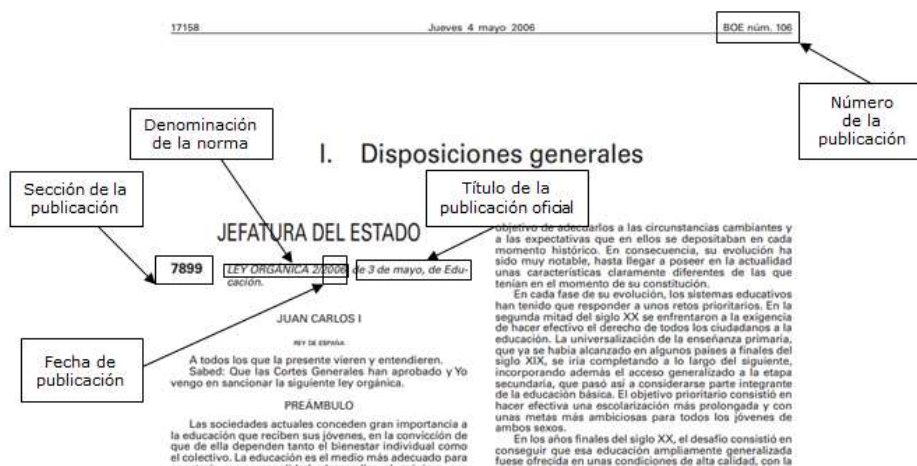 17158
Jueves 4 mayo 2006
BOE núm. 106
Número
de la
publicación
Denominación
de la norma
I. Disposiciones generales
Sección de la
publicación
Título de la
publicación oficial
JEFATURA DEL ESTADO
7899
LEY ORGÁNICA 2/2006, de 3 de mayo, de Edu-
cación.
JUAN CARLOS I
REY DE ESPAÑA
Fecha de
publicación
A todos los que la presente vieren y entendieren.
Sabed: Que las Cortes Generales han aprobado y Yo
vengo en sancionar la siguiente ley orgánica.
PREÁMBULO
Las sociedades actuales conceden gran importancia a
la educación que reciben sus jóvenes, en la convicción de
que de ella dependen tanto el bienestar individual como
el colectivo. La educación es el medio más adecuado para
objetivo de adecuarlos a las circunstancias cambiantes y
a las expectativas que en ellos se depositaban en cada
momento histórico. En consecuencia, su evolución ha
sido muy notable, hasta llegar a poseer en la actualidad
unas características claramente diferentes de las que
tenían en el momento de su constitución.
En cada fase de su evolución, los sistemas educativos
han tenido que responder a unos retos prioritarios. En la
segunda mitad del siglo XX se enfrentaron a la exigencia
de hacer efectivo el derecho de todos los ciudadanos a la
educación. La universalización de la enseñanza primaria,
que ya se había alcanzado en algunos países a finales del
siglo XIX, se iría completando a lo largo del siguiente,
incorporando además el acceso generalizado a la etapa
secundaria, que pasó así a considerarse parte integrante
de la educación básica. El objetivo prioritario consistió en
hacer efectiva una escolarización más prolongada y con
unas metas más ambiciosas para todos los jóvenes de
ambos sexos.
En los años finales del siglo XX, el desafío consistió en
conseguir que esa educación ampliamente generalizada
fuese ofrecida en unas condiciones de alta calidad, con la